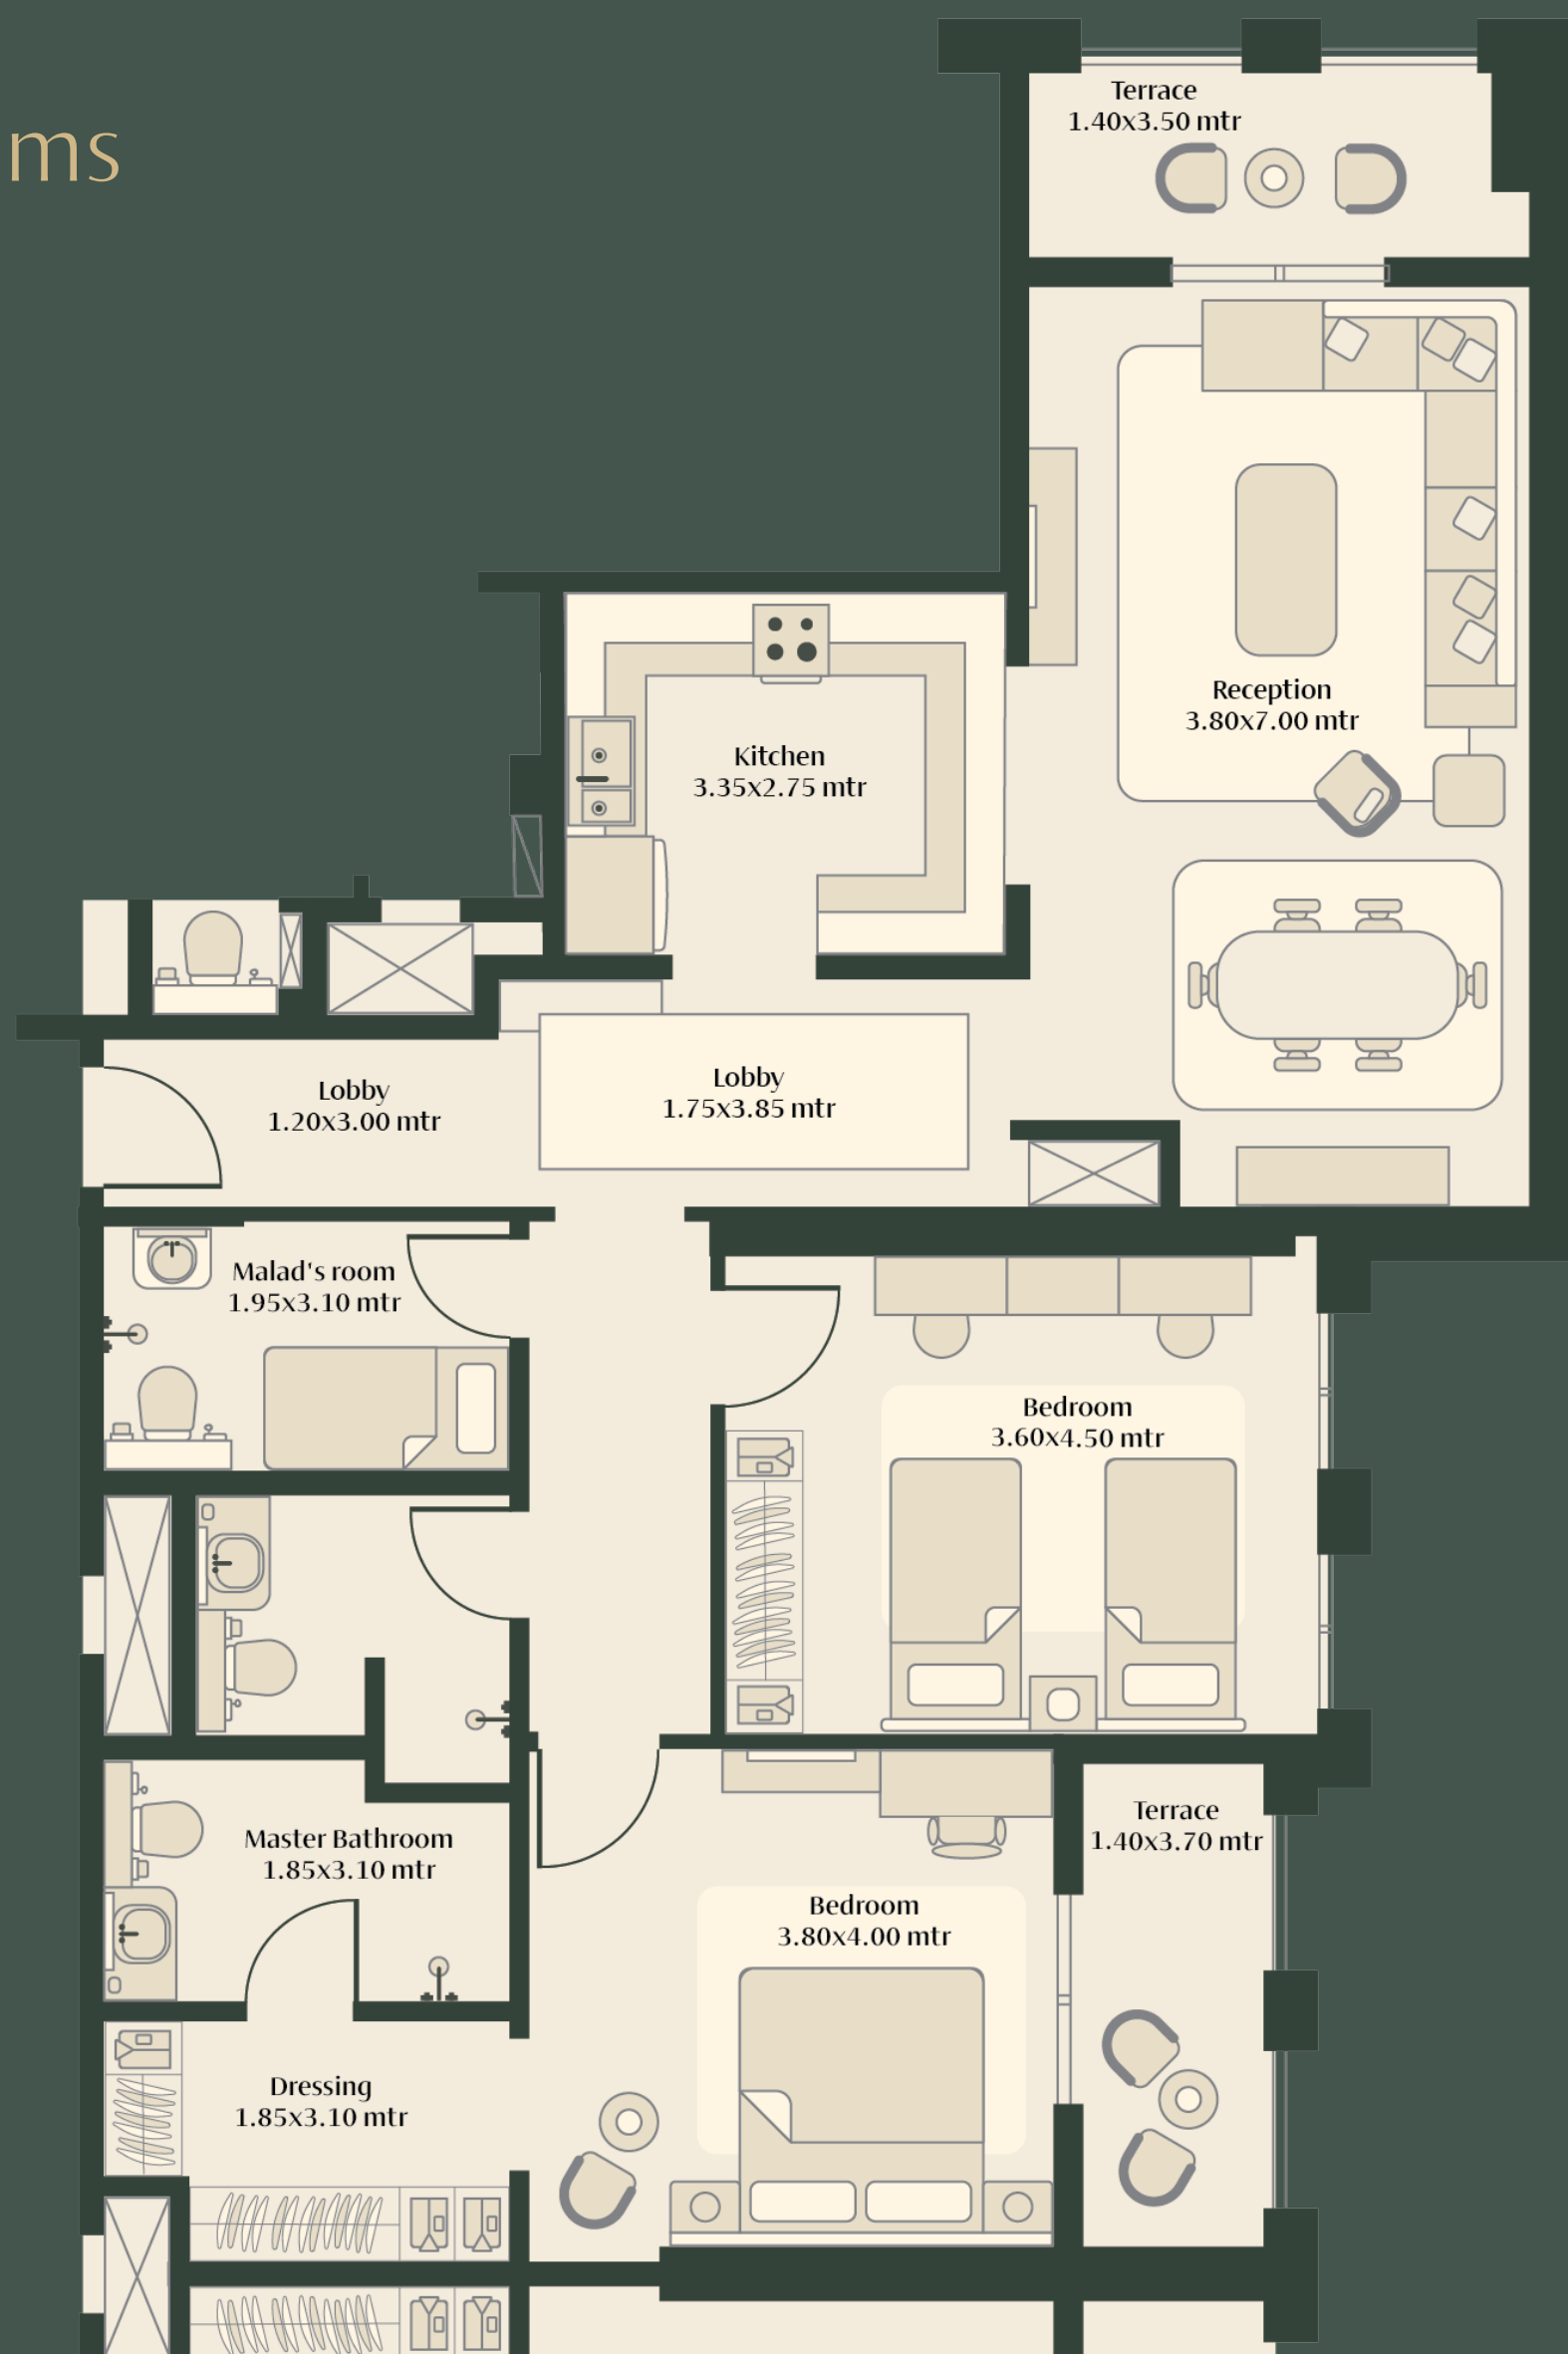 ms
Terrace
1.40x3.50 mtr
Reception
3.80x7.00 mtr
Kitchen
3.35x2.75 mtr
Lobby
1.20x3.00 mtr
Lobby
1.75x3.85 mtr
Malad's room
1.95x3.10 mtr
Bedroom
3.60x4.50 mtr
Master Bathroom
1.85x3.10 mtr
Terrace
1.40x3.70 mtr
Bedroom
3.80x4.00 mtr
Dressing
1.85x3.10 mtr